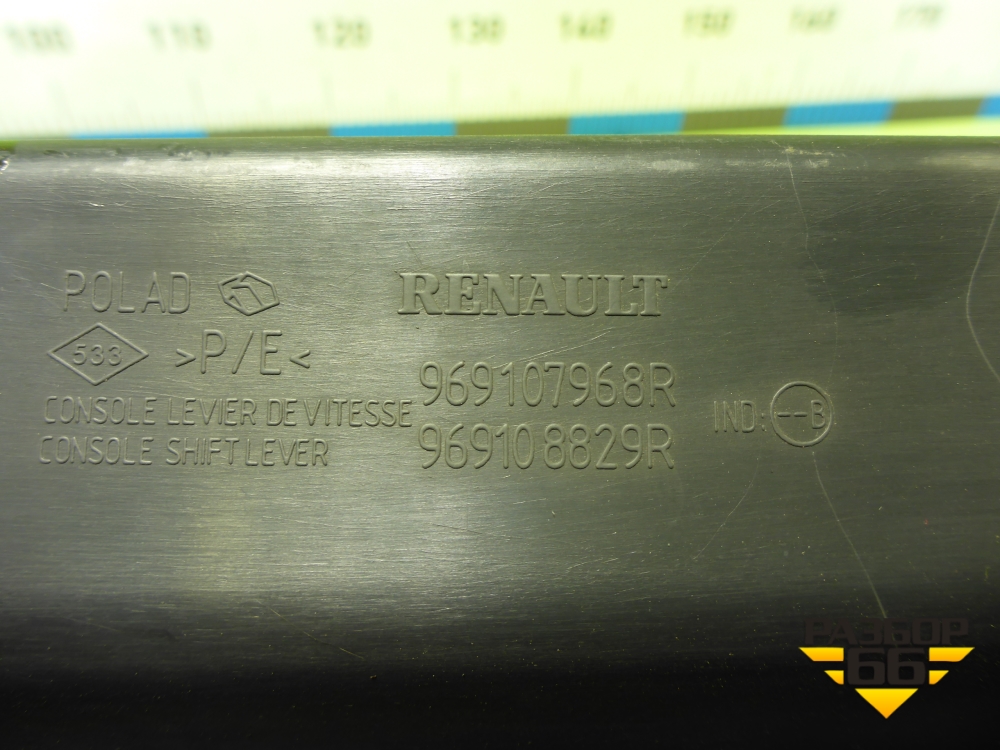 100 110 120 130 140 150 160 170
POLAD
RENAULT
533 >P/E<
969107968R
CONSOLE LEVIER DE VITESSE
IND: --B
CONSOLE SHIFT LEVER
969108829R
РАЗБОР
66